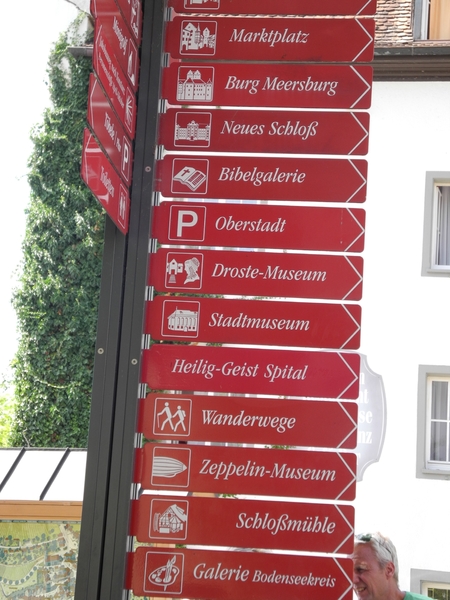 Marktplatz
Burg Meersburg
Neues Schloß
Bibelgalerie
P Oberstadt
Droste-Museum
Stadtmuseum
Heilig-Geist Spital
Wanderwege
Zeppelin-Museum
Schloßmühle
Galerie Bodenseekreis
P